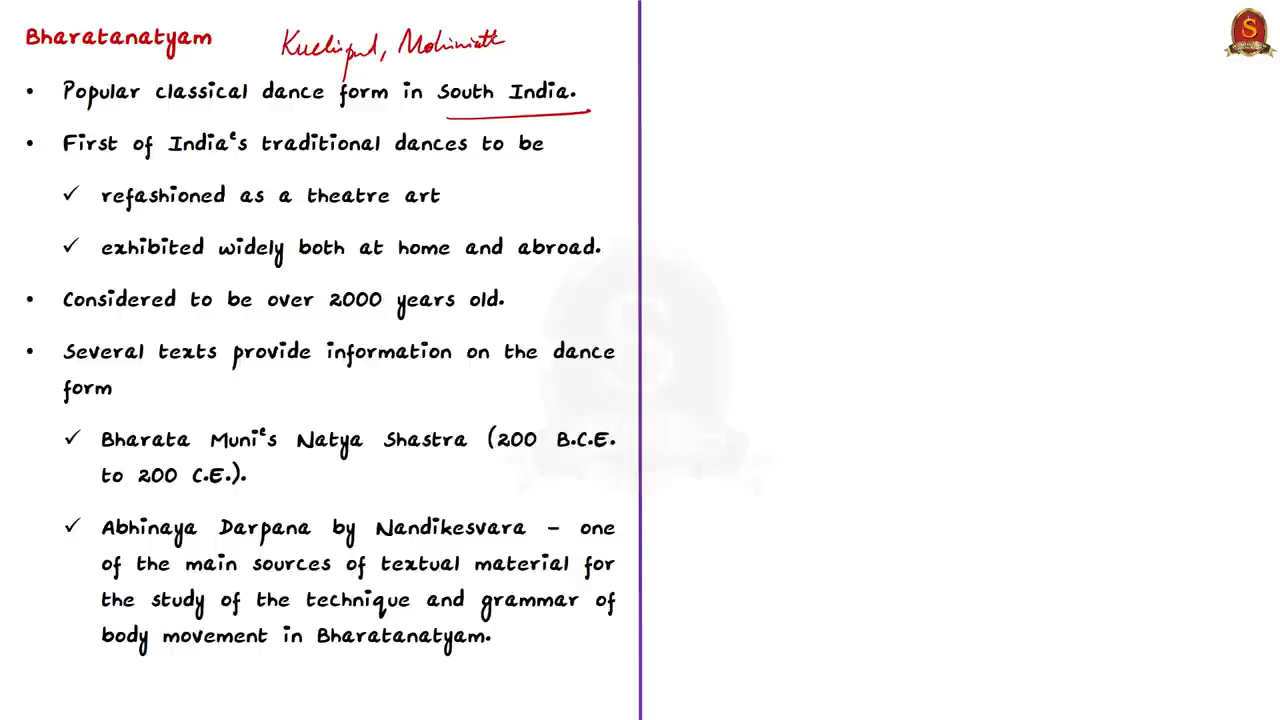 Bharatanatyam Kuchipud, Mohiniatt
• Popular classical dance form in South India.
• First of India's traditional dances to be
✓ refashioned as a theatre art
✓ exhibited widely both at home and abroad.
• Considered to be over 2000 years old.
• Several texts provide information on the dance
form
✓ Bharata Muni's Natya Shastra (200 B.C.E.
to 200 C.E.).
✓ Abhinaya Darpana by Nandikesvara – one
of the main sources of textual material for
the study of the technique and grammar of
body movement in Bharatanatyam.
S